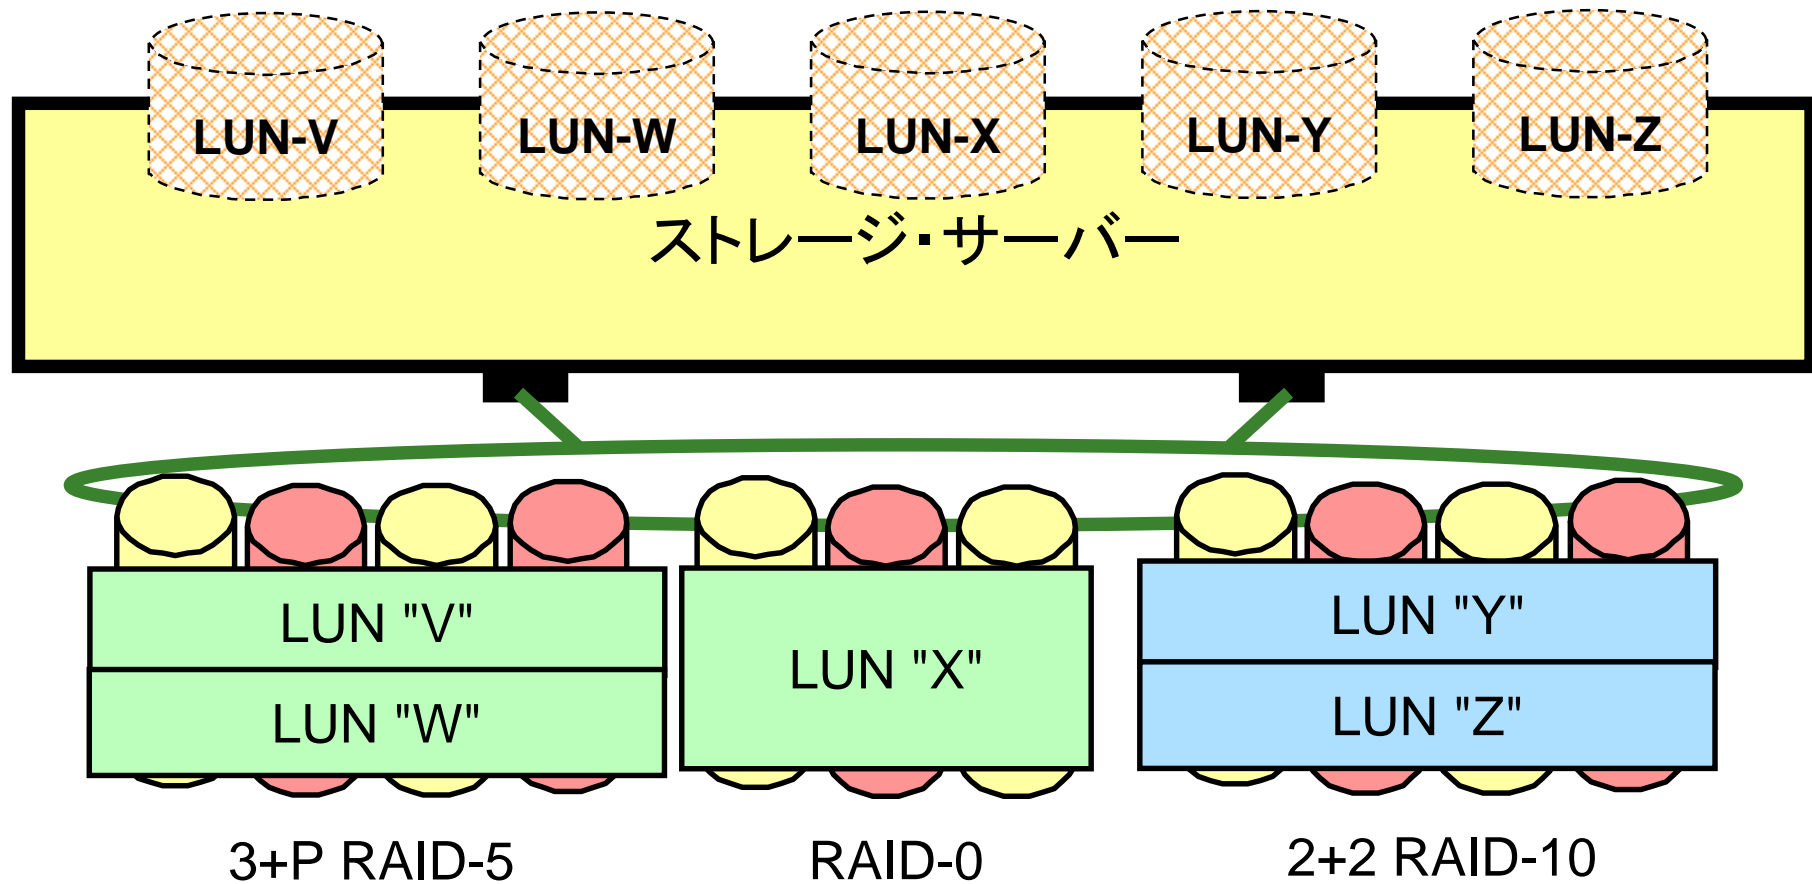 LUN-V
LUN-W
LUN-X
LUN-Y
LUN-Z
ストレージ・サーバー
LUN "V"
LUN "W"
LUN "X"
LUN "Y"
LUN "Z"
3+P RAID-5
RAID-0
2+2 RAID-10